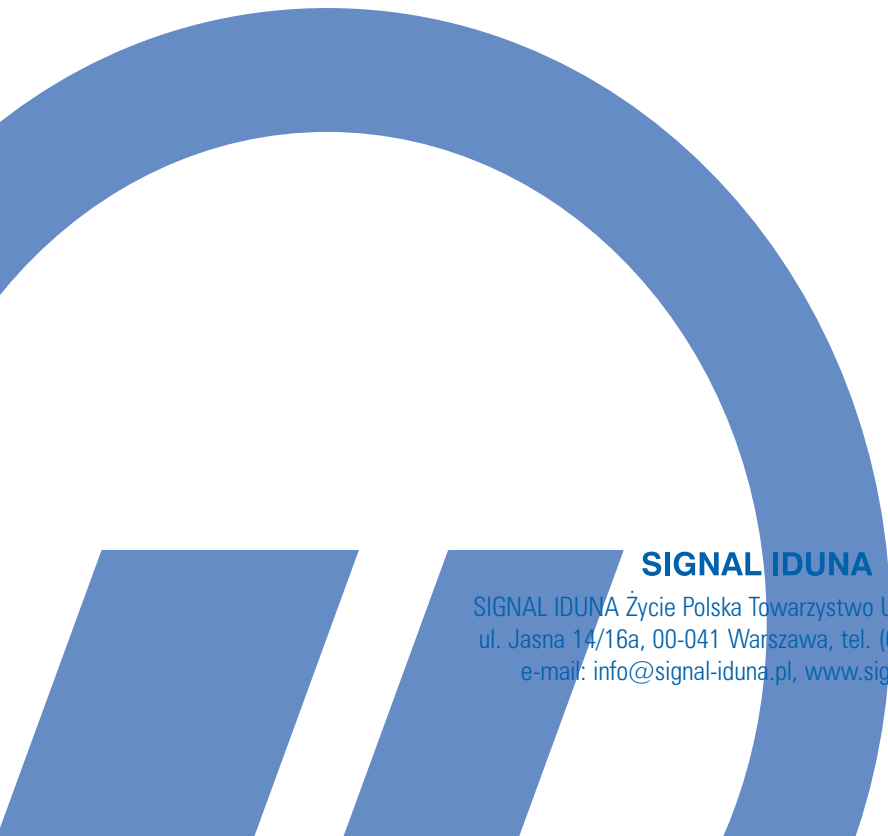 SIGNAL IDUNA
SIGNAL IDUNA Życie Polska Towarzystwo
ul. Jasna 14/16a, 00-041 Warszawa, tel.
e-mail: info@signal-iduna.pl,